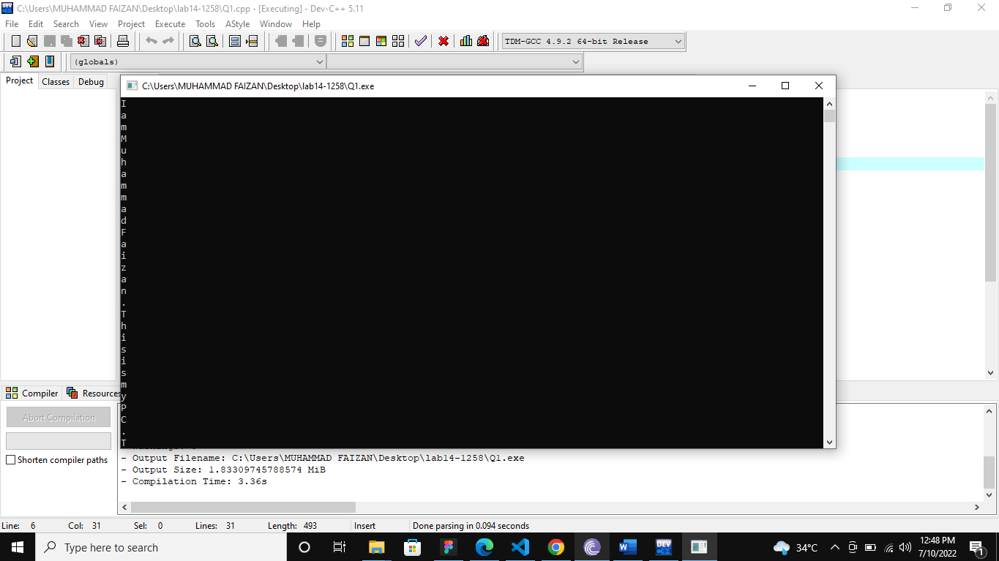 C:\Users\MUHAMMAD FAIZAN\Desktop\lab14-1258\Q1.cpp - [Executing] - Dev-C++ 5.11
File Edit Search View Project Execute Tools AStyle Window Help
TDM-GCC 4.9.2 64-bit Release
(globals)
Project Classes Debug
C:\Users\MUHAMMAD FAIZAN\Desktop\lab14-1258\Q1.exe
I
a
m
M
u
h
a
m
m
a
d
F
a
i
z
a
n
.
T
h
i
s
i
s
m
y
P
C
.
T
Compiler Resources
Abort Compilation
Shorten compiler paths
- Output Filename: C:\Users\MUHAMMAD FAIZAN\Desktop\lab14-1258\Q1.exe
- Output Size: 1.83309745788574 MiB
- Compilation Time: 3.36s
Line: 6 Col: 31 Sel: 0 Lines: 31 Length: 493 Insert Done parsing in 0.094 seconds
Type here to search
34°C
12:48 PM
7/10/2022
1